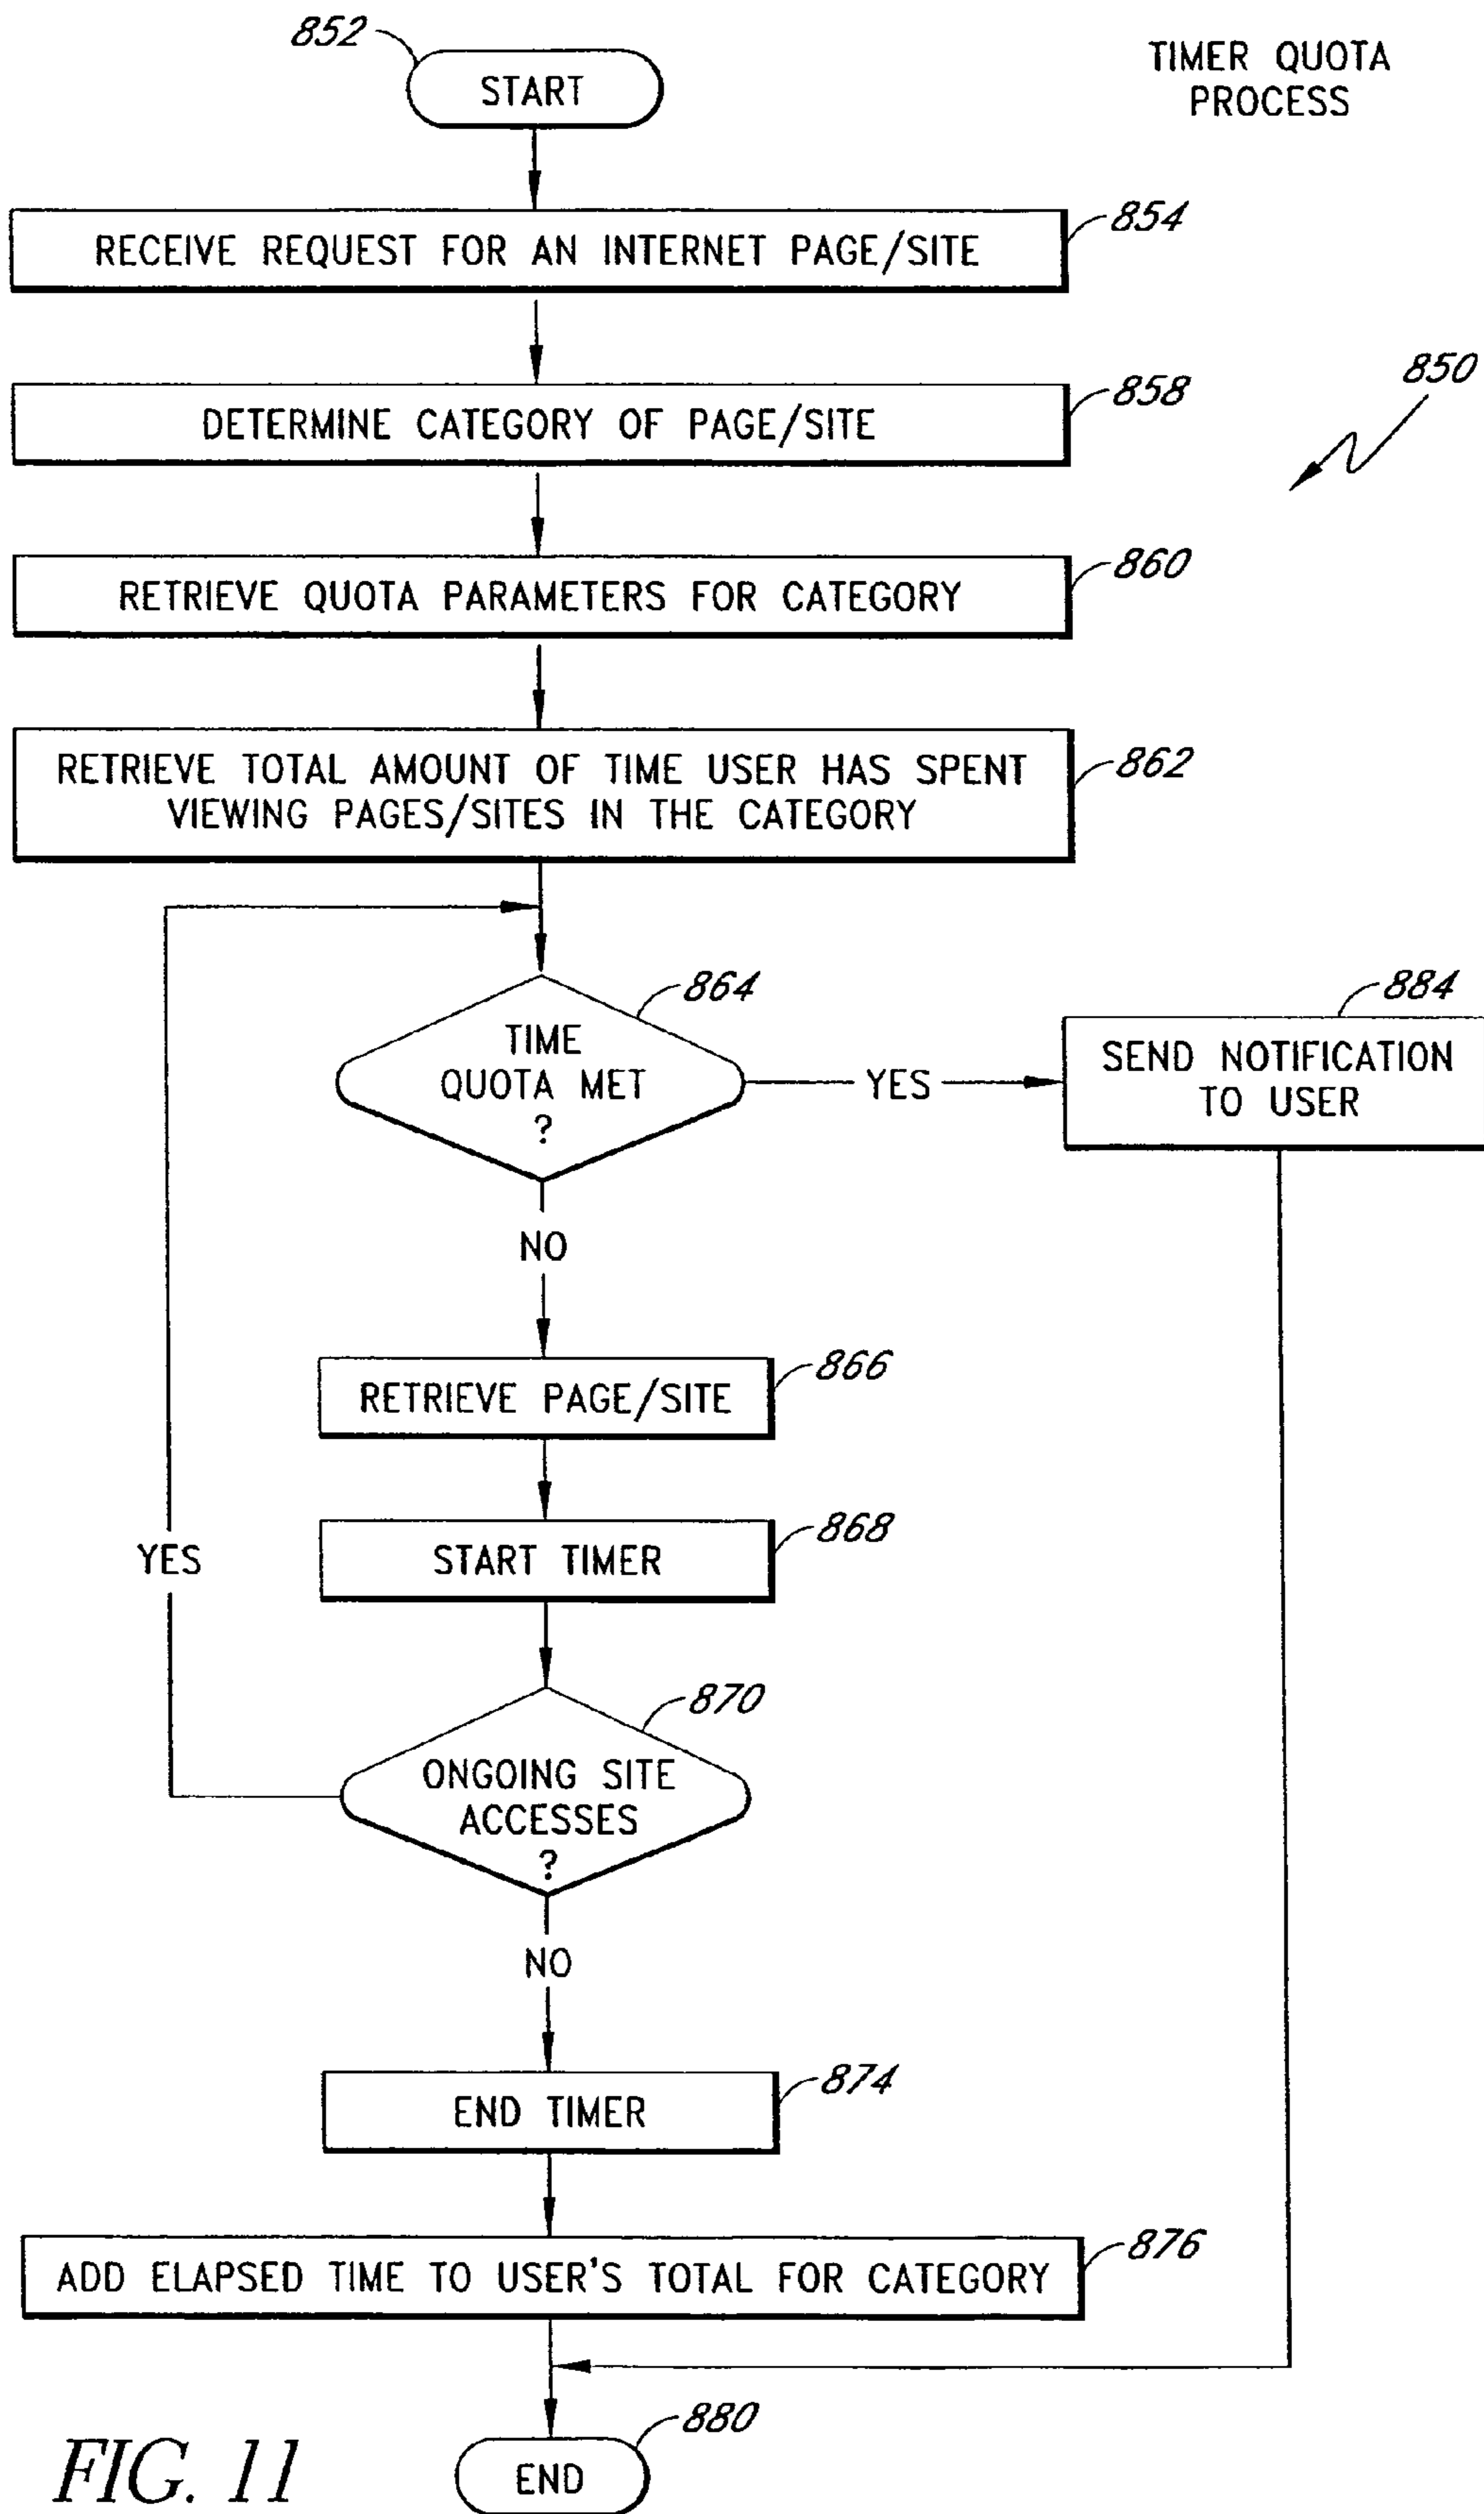 852
START
TIMER QUOTA
PROCESS
854
RECEIVE REQUEST FOR AN INTERNET PAGE/SITE
858
DETERMINE CATEGORY OF PAGE/SITE
850
860
RETRIEVE QUOTA PARAMETERS FOR CATEGORY
862
RETRIEVE TOTAL AMOUNT OF TIME USER HAS SPENT
VIEWING PAGES/SITES IN THE CATEGORY
864
TIME
QUOTA MET
?
YES
884
SEND NOTIFICATION
TO USER
NO
866
RETRIEVE PAGE/SITE
868
START TIMER
YES
870
ONGOING SITE
ACCESSES
?
NO
874
END TIMER
876
ADD ELAPSED TIME TO USER'S TOTAL FOR CATEGORY
880
END
FIG. 11